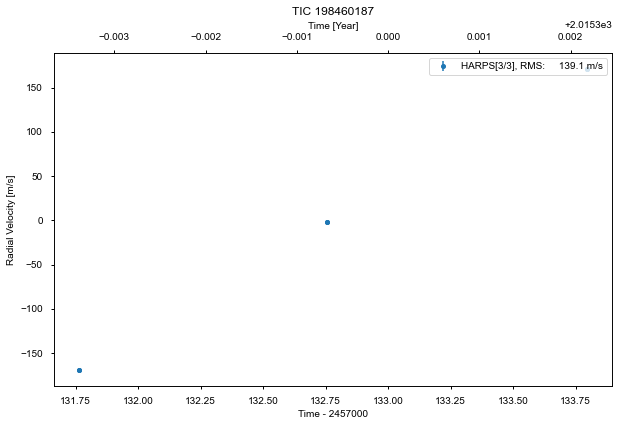 TIC 198460187
Time [Year]
+2.0153e3
−0.003 −0.002 −0.001 0.000 0.001 0.002
HARPS[3/3], RMS: 139.1 m/s
150
100
50
0
−50
−100
−150
Radial Velocity [m/s]
131.75 132.00 132.25 132.50 132.75 133.00 133.25 133.50 133.75
Time - 2457000